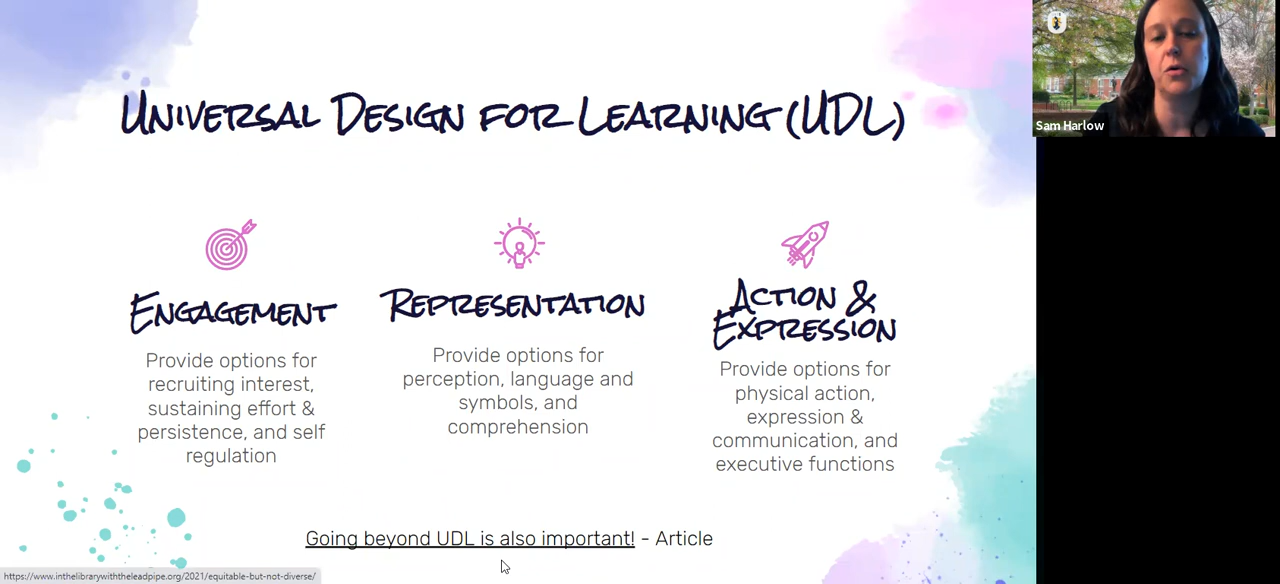 Universal Design for Learning (UDL)
Sam Harlow
Engagement
Provide options for
recruiting interest,
sustaining effort &
persistence, and self
regulation
Representation
Provide options for
perception, language and
symbols, and
comprehension
Action &
Expression
Provide options for
physical action,
expression &
communication, and
executive functions
Going beyond UDL is also important! - Article
https://www.inthelibrarywiththeleadpipe.org/2021/equitable-but-not-diverse/